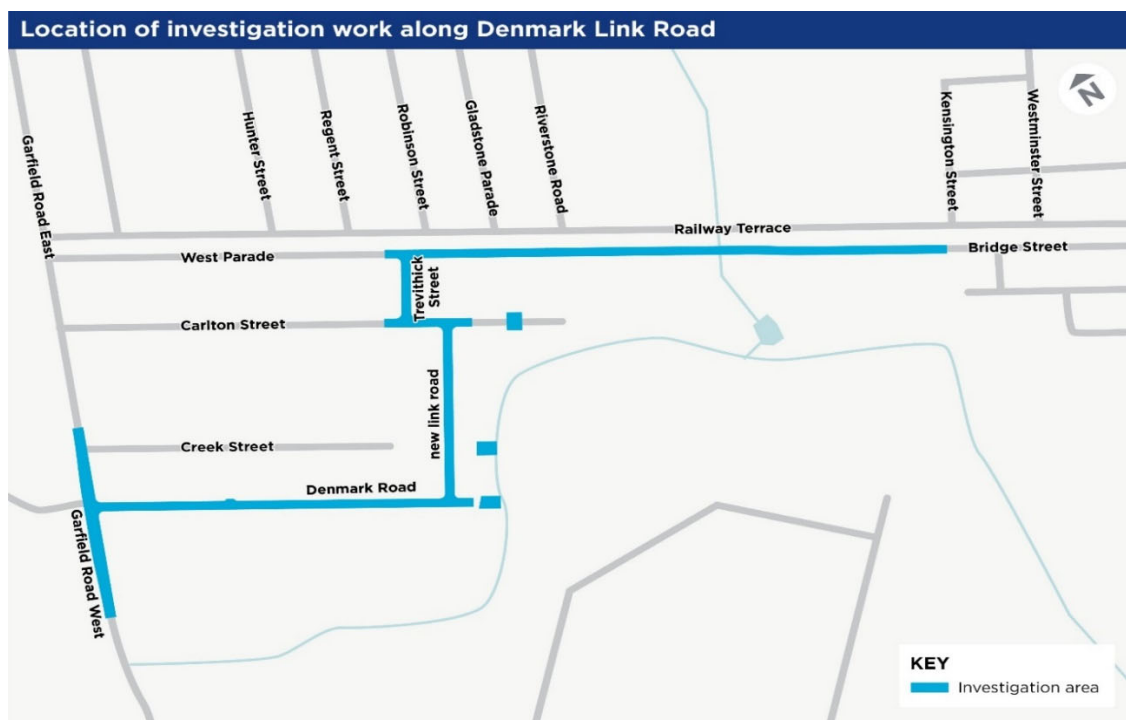 Location of investigation work along Denmark Link Road
N
Garfield Road East
Hunter Street
Regent Street
Robinson Street
Gladstone Parade
Riverstone Road
Kensington Street
Westminster Street
Railway Terrace
West Parade
Bridge Street
Trevithick
Street
Carlton Street
new link road
Creek Street
Denmark Road
Garfield Road West
KEY
Investigation area